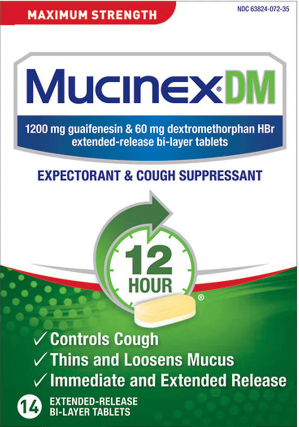 MAXIMUM STRENGTH
NDC 63824-072-35
Mucinex® DM
1200 mg guaifenesin & 60 mg dextromethorphan HBr
extended-release bi-layer tablets
EXPECTORANT & COUGH SUPPRESSANT
12
HOUR
®
✓Controls Cough
✓Thins and Loosens Mucus
✓Immediate and Extended Release
14 EXTENDED-RELEASE
BI-LAYER TABLETS